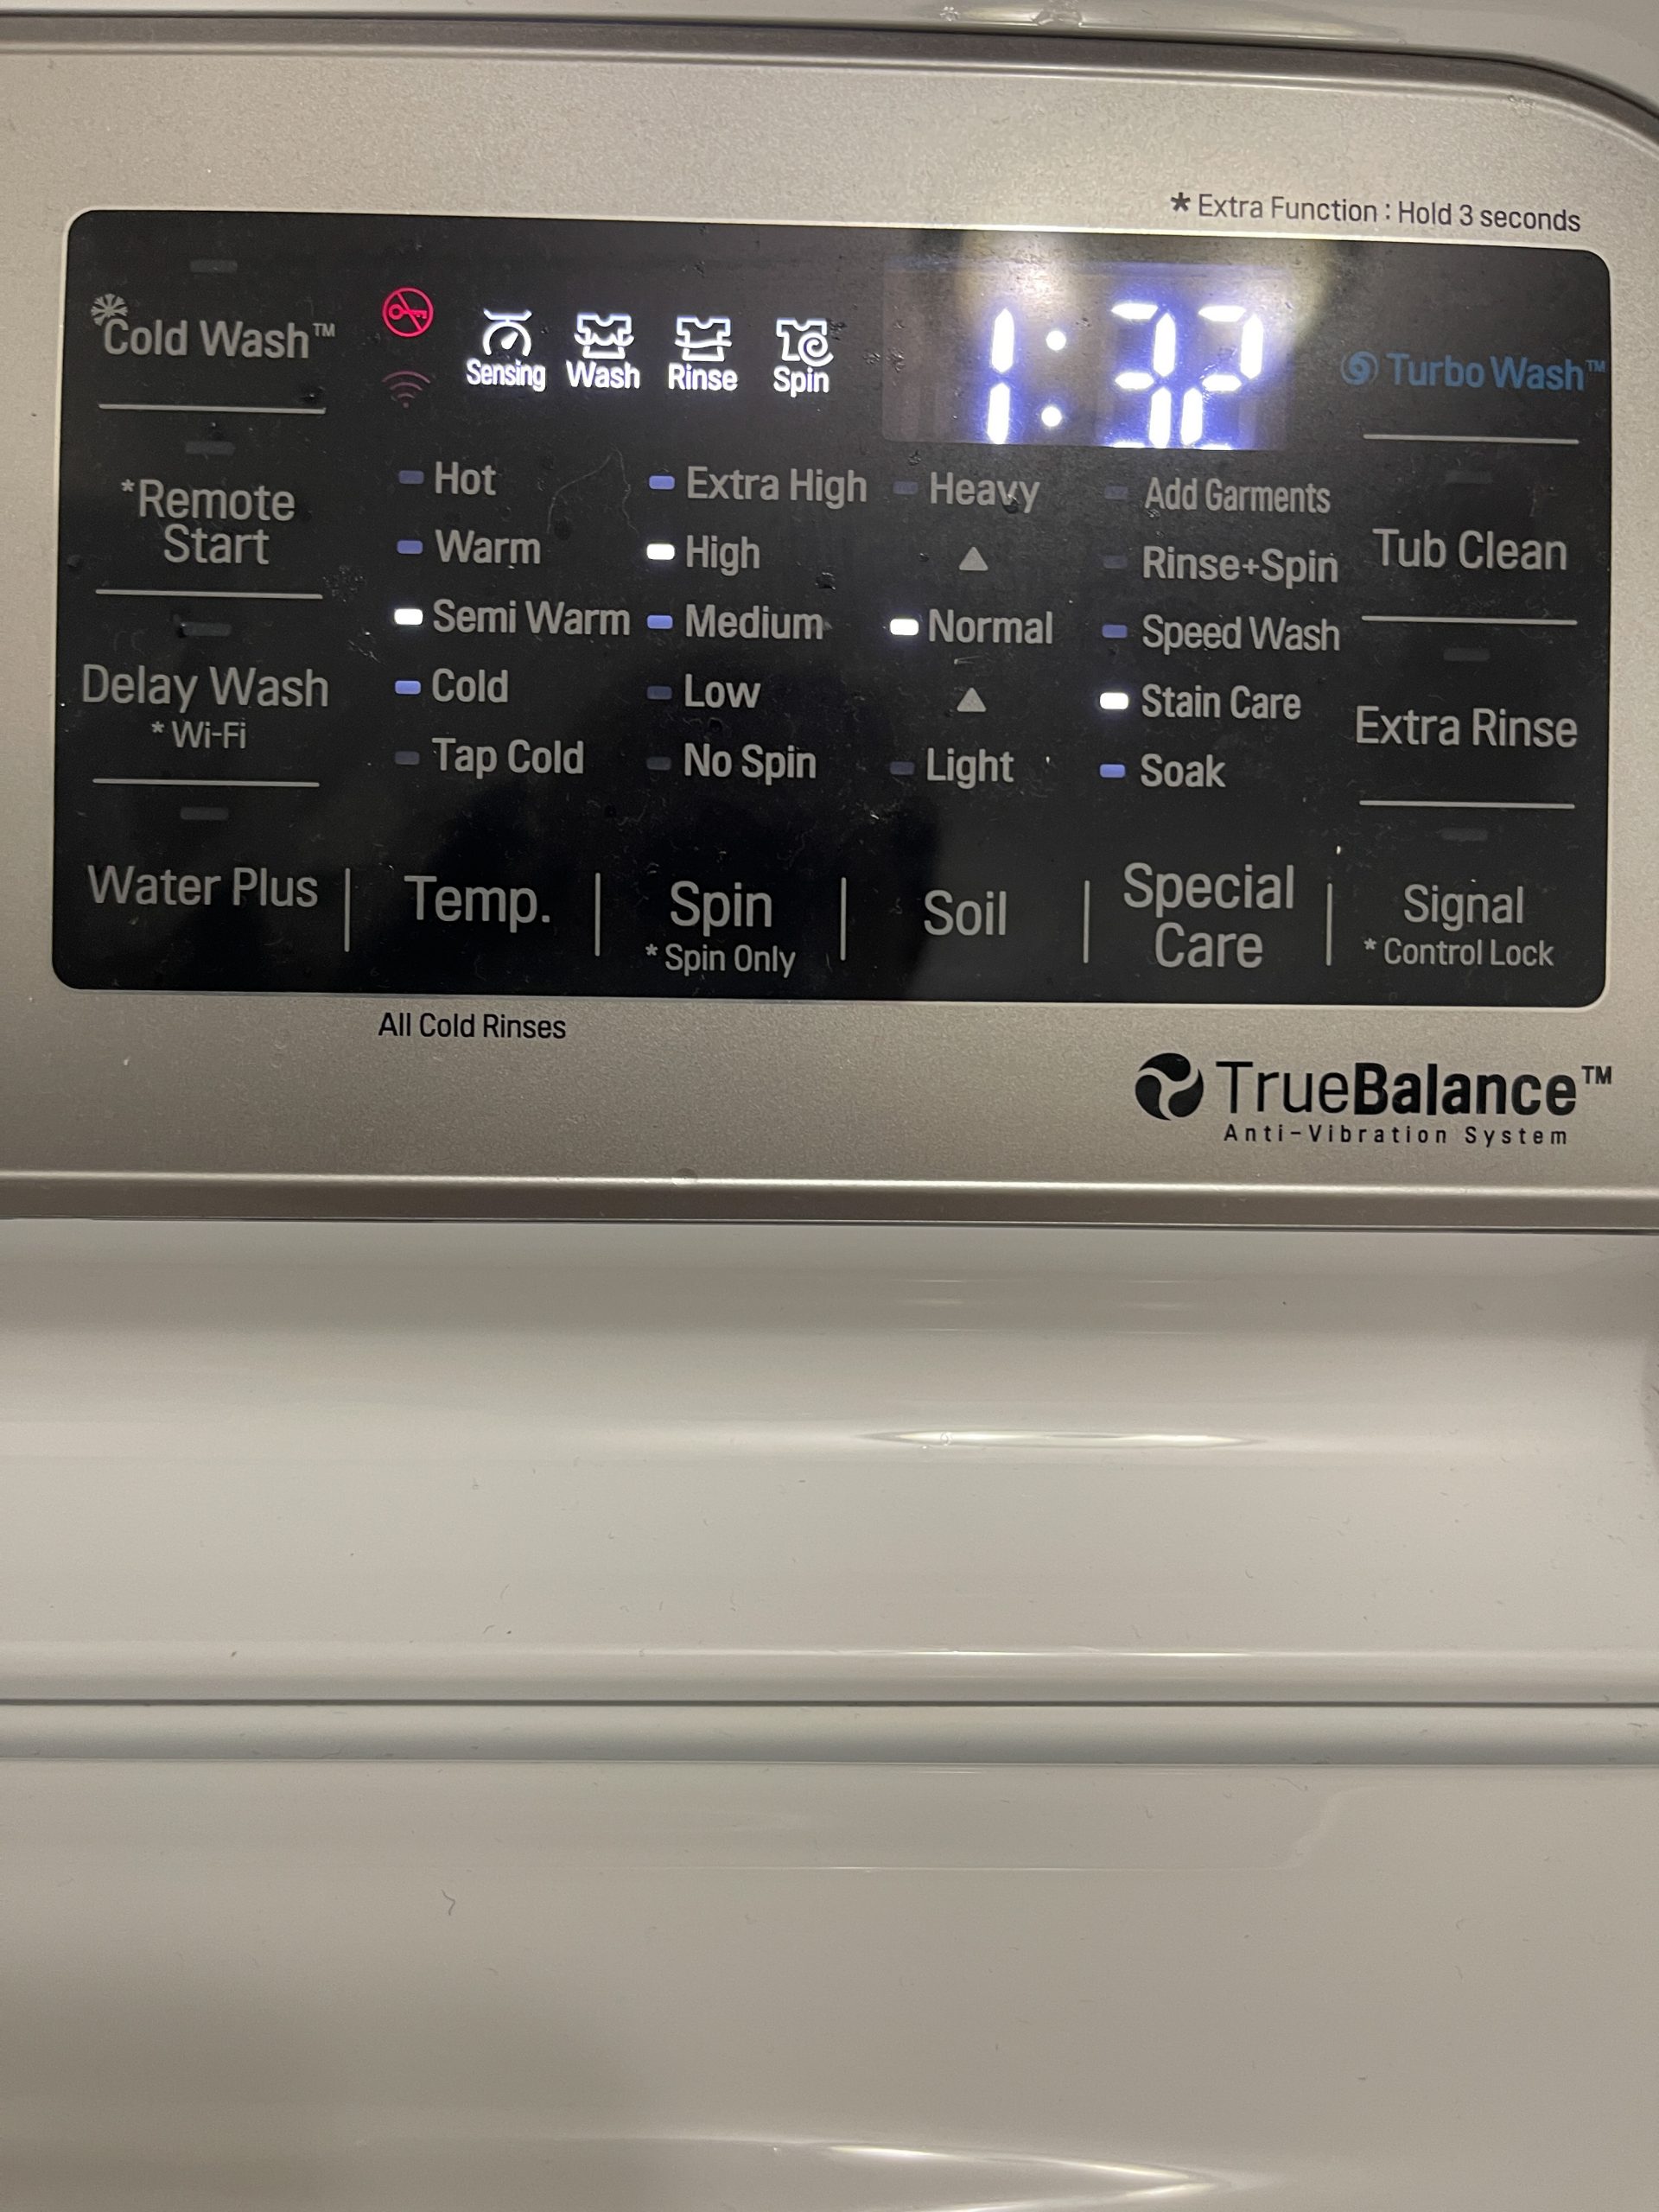 * Extra Function : Hold 3 seconds
Cold Wash™
Sensing Wash Rinse Spin
1:32
Turbo Wash™
*Remote
Start
Delay Wash
* Wi-Fi
Water Plus
Hot
Warm
Semi Warm
Cold
Tap Cold
Temp.
Extra High
High
Medium
Low
No Spin
Spin
* Spin Only
Heavy
Normal
Light
Soil
Add Garments
Rinse+Spin
Speed Wash
Stain Care
Soak
Special
Care
Tub Clean
Extra Rinse
Signal
* Control Lock
All Cold Rinses
TrueBalance™
Anti-Vibration System